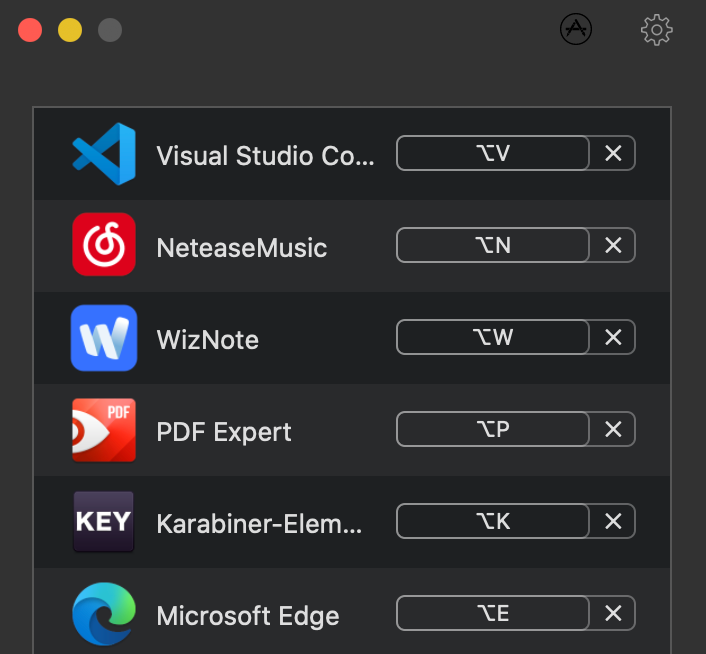 Visual Studio Co... ⌥V ×
NeteaseMusic ⌥N ×
WizNote ⌥W ×
PDF
PDF Expert ⌥P ×
KEY Karabiner-Elem... ⌥K ×
Microsoft Edge ⌥E ×